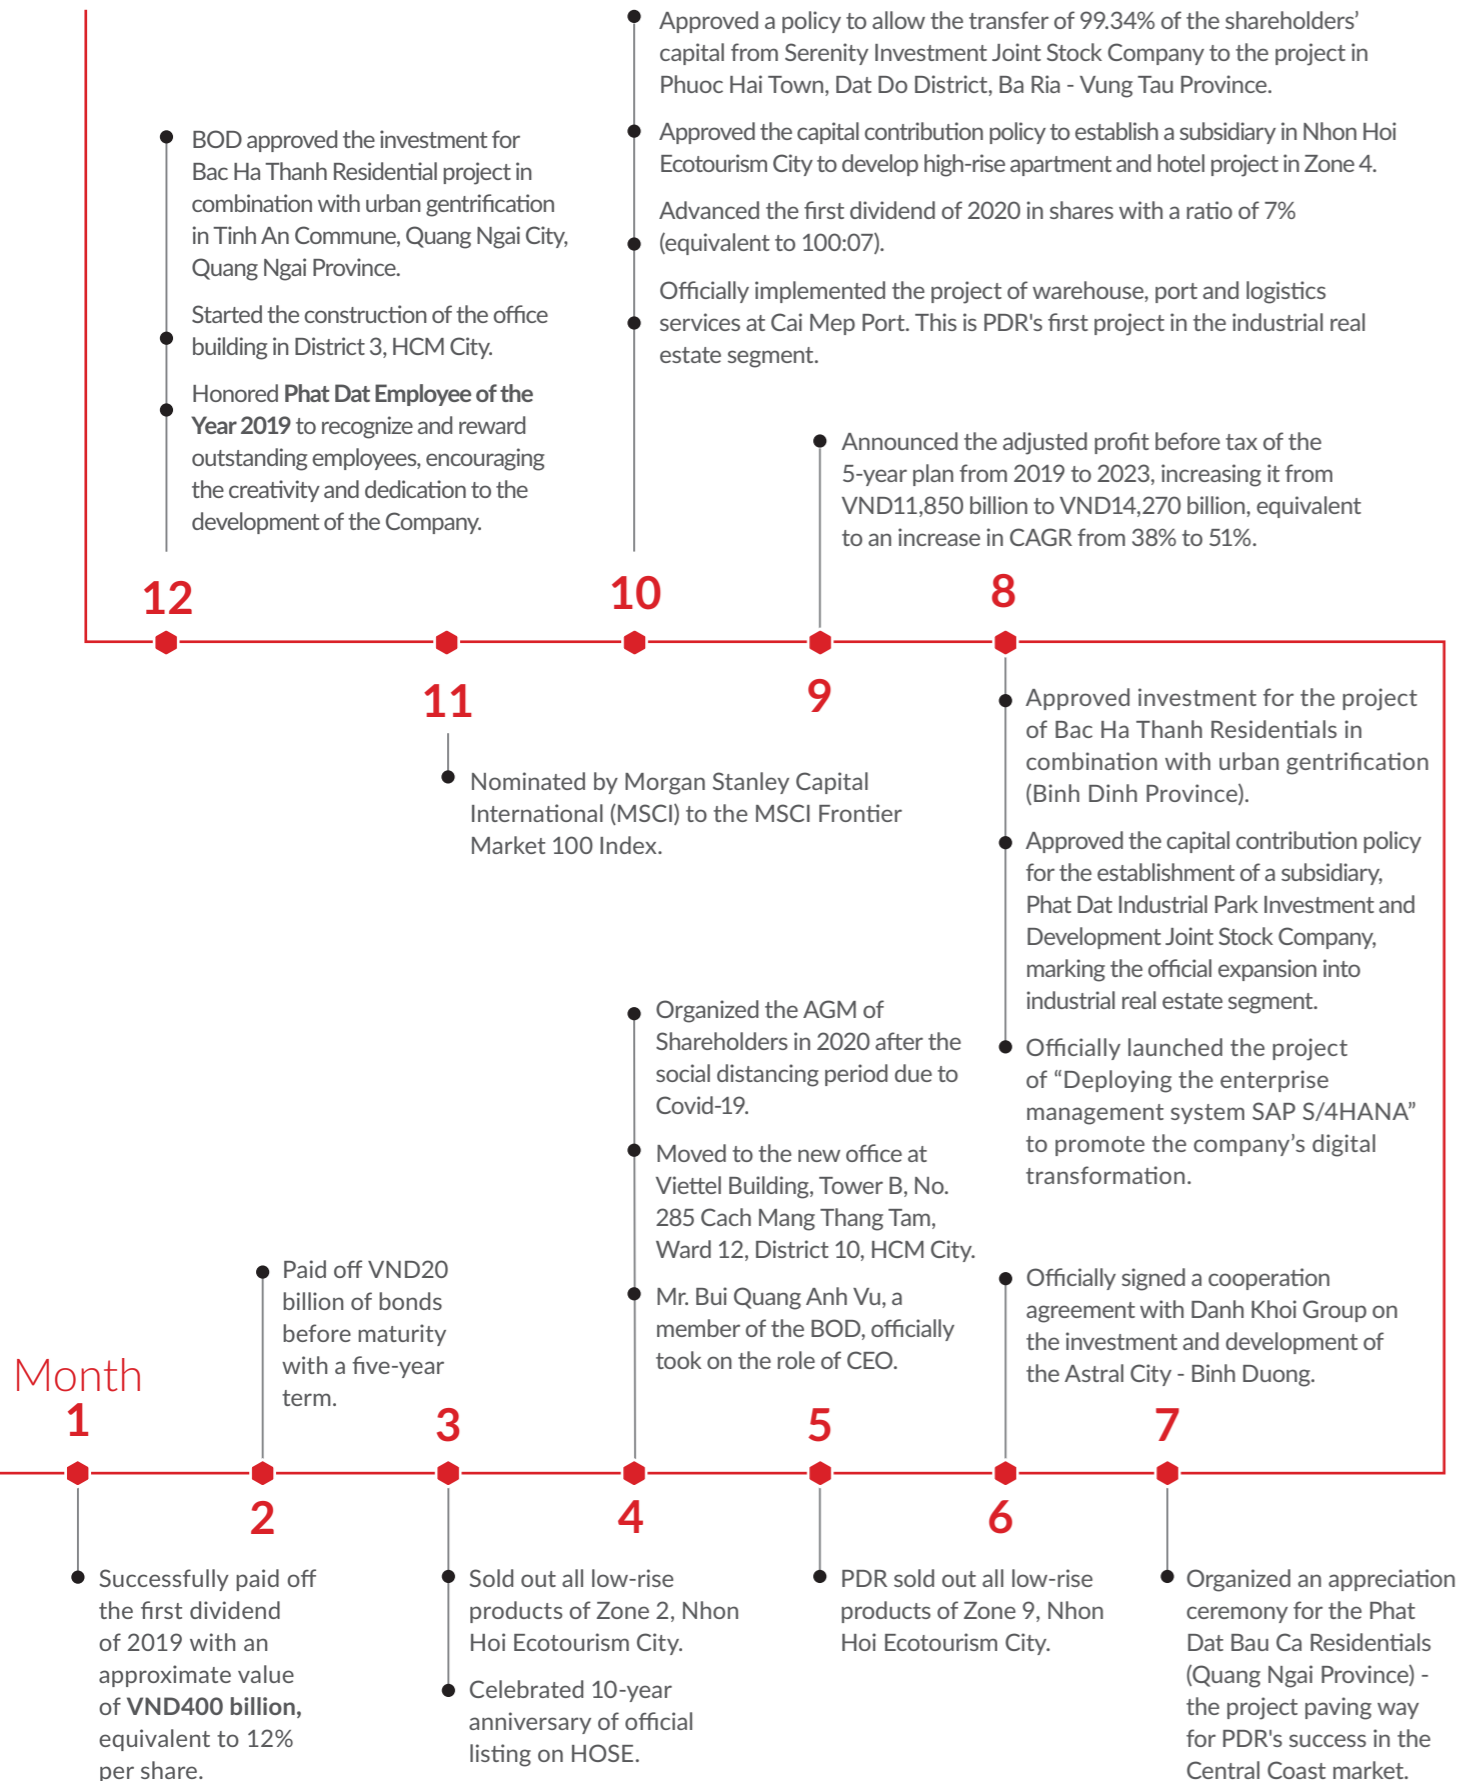 Approved a policy to allow the transfer of 99.34% of the shareholders’
capital from Serenity Investment Joint Stock Company to the project in
Phuoc Hai Town, Dat Do District, Ba Ria - Vung Tau Province.
Approved the capital contribution policy to establish a subsidiary in Nhon Hoi
Ecotourism City to develop high-rise apartment and hotel project in Zone 4.
Advanced the first dividend of 2020 in shares with a ratio of 7%
(equivalent to 100:07).
Officially implemented the project of warehouse, port and logistics
services at Cai Mep Port. This is PDR's first project in the industrial real
estate segment.
BOD approved the investment for
Bac Ha Thanh Residential project in
combination with urban gentrification
in Tinh An Commune, Quang Ngai City,
Quang Ngai Province.
Started the construction of the office
building in District 3, HCM City.
Honored Phat Dat Employee of the
Year 2019 to recognize and reward
outstanding employees, encouraging
the creativity and dedication to the
development of the Company.
Announced the adjusted profit before tax of the
5-year plan from 2019 to 2023, increasing it from
VND11,850 billion to VND14,270 billion, equivalent
to an increase in CAGR from 38% to 51%.
12
10
8
11
9
Nominated by Morgan Stanley Capital
International (MSCI) to the MSCI Frontier
Market 100 Index.
Approved investment for the project
of Bac Ha Thanh Residentials in
combination with urban gentrification
(Binh Dinh Province).
Approved the capital contribution policy
for the establishment of a subsidiary,
Phat Dat Industrial Park Investment and
Development Joint Stock Company,
marking the official expansion into
industrial real estate segment.
Officially launched the project
of “Deploying the enterprise
management system SAP S/4HANA”
to promote the company’s digital
transformation.
Organized the AGM of
Shareholders in 2020 after the
social distancing period due to
Covid-19.
Moved to the new office at
Viettel Building, Tower B, No.
285 Cach Mang Thang Tam,
Ward 12, District 10, HCM City.
Mr. Bui Quang Anh Vu, a
member of the BOD, officially
took on the role of CEO.
Paid off VND20
billion of bonds
before maturity
with a five-year
term.
Officially signed a cooperation
agreement with Danh Khoi Group on
the investment and development of
the Astral City - Binh Duong.
Month
1
3
5
7
2
4
6
Successfully paid off
the first dividend
of 2019 with an
approximate value
of VND400 billion,
equivalent to 12%
per share.
Sold out all low-rise
products of Zone 2, Nhon
Hoi Ecotourism City.
Celebrated 10-year
anniversary of official
listing on HOSE.
PDR sold out all low-rise
products of Zone 9, Nhon
Hoi Ecotourism City.
Organized an appreciation
ceremony for the Phat
Dat Bau Ca Residentials
(Quang Ngai Province) -
the project paving way
for PDR's success in the
Central Coast market.